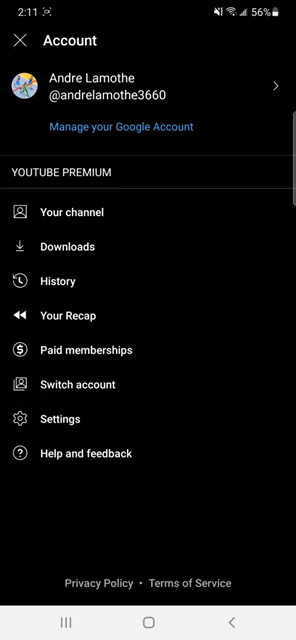 2:11
56%
Account
Andre Lamothe
@andrelamothe3660
Manage your Google Account
YOUTUBE PREMIUM
Your channel
Downloads
History
Your Recap
Paid memberships
Switch account
Settings
Help and feedback
Privacy Policy • Terms of Service